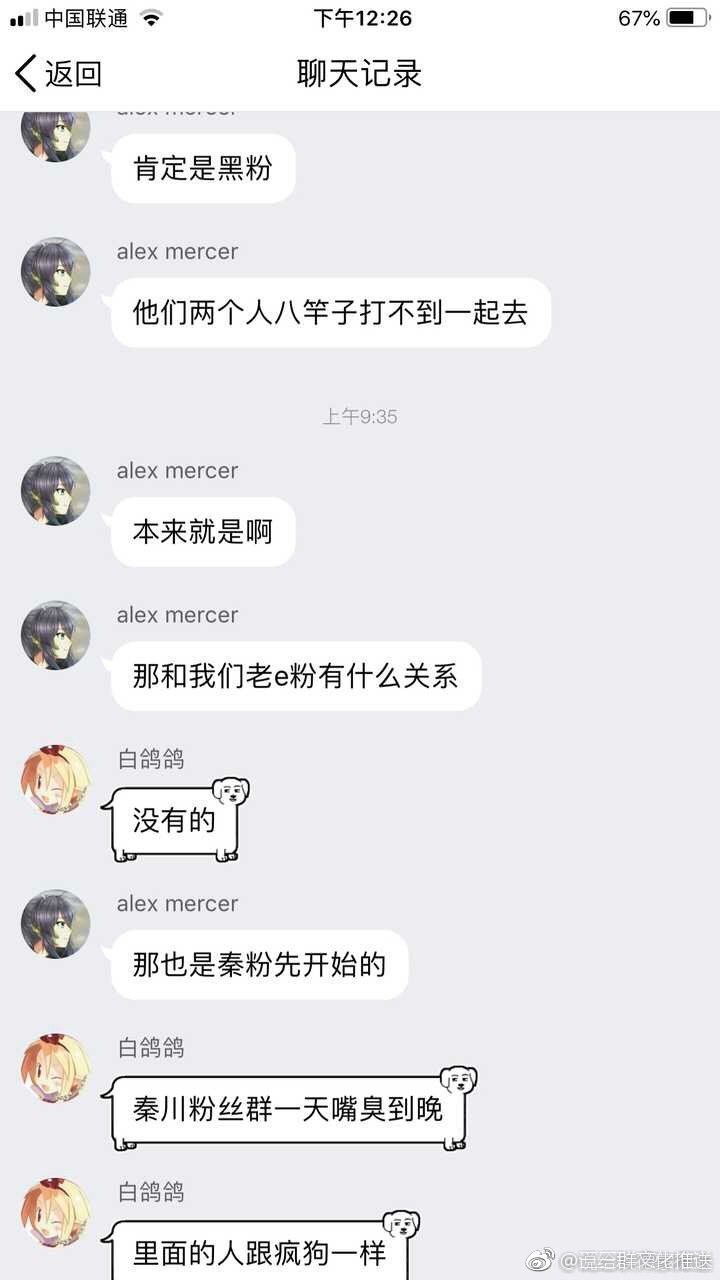 中国联通
下午12:26
67%
返回
聊天记录
alex mercer
肯定是黑粉
alex mercer
他们两个人八竿子打不到一起去
上午9:35
alex mercer
本来就是啊
alex mercer
那和我们老e粉有什么关系
白鸽鸽
没有的
alex mercer
那也是秦粉先开始的
白鸽鸽
秦川粉丝群一天嘴臭到晚
白鸽鸽
里面的人跟疯狗一样